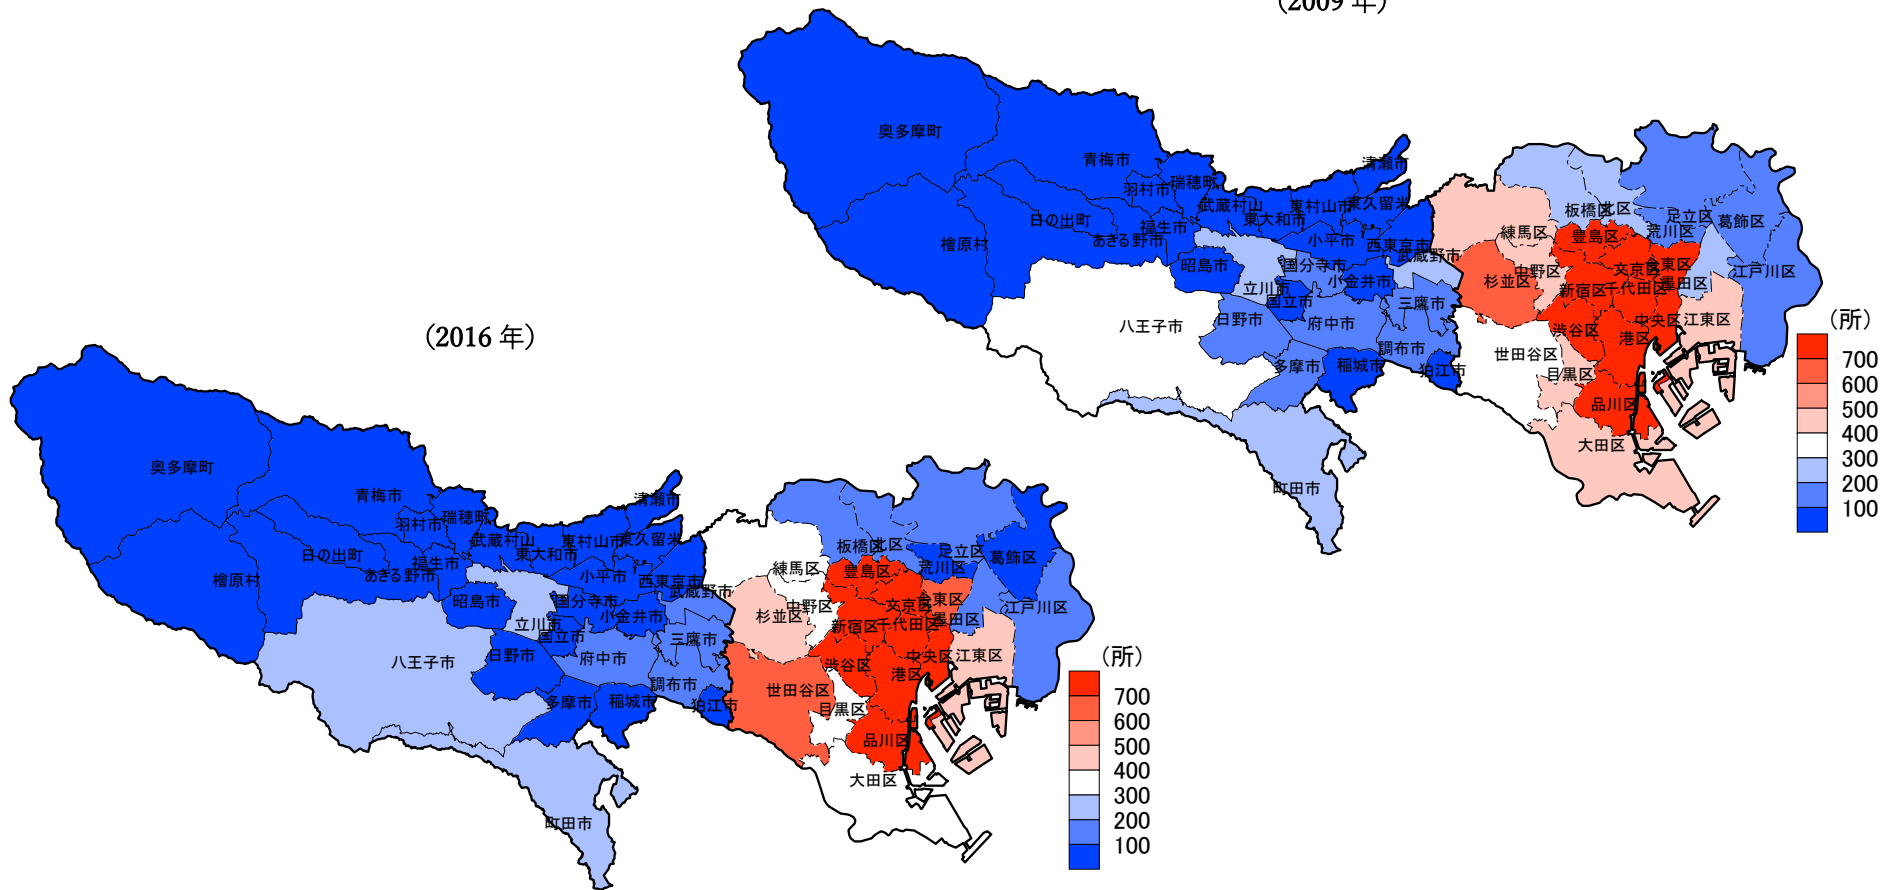 (2009 年)
奥多摩町
青梅市
羽村市
瑞穂町
清瀬市
武蔵村山
東大和市
東村山市
東久留米
日の出町
あきる野市
福生市
小平市
西東京市
武蔵野市
檜原村
昭島市
立川市
国分寺市
国立市
小金井市
三鷹市
八王子市
日野市
府中市
調布市
多摩市
稲城市
狛江市
町田市
板橋区
北区
足立区
葛飾区
荒川区
練馬区
豊島区
杉並区
中野区
文京区
台東区
墨田区
江戸川区
新宿区
千代田区
渋谷区
中央区
江東区
港区
世田谷区
目黒区
品川区
大田区
(所)
700
600
500
400
300
200
100
(2016 年)
奥多摩町
青梅市
羽村市
瑞穂町
清瀬市
武蔵村山
東大和市
東村山市
東久留米
日の出町
あきる野市
福生市
小平市
西東京市
武蔵野市
檜原村
昭島市
立川市
国分寺市
国立市
小金井市
三鷹市
八王子市
日野市
府中市
調布市
多摩市
稲城市
狛江市
町田市
板橋区
北区
足立区
葛飾区
荒川区
練馬区
豊島区
杉並区
中野区
文京区
台東区
墨田区
江戸川区
新宿区
千代田区
渋谷区
中央区
江東区
港区
世田谷区
目黒区
品川区
大田区
(所)
700
600
500
400
300
200
100